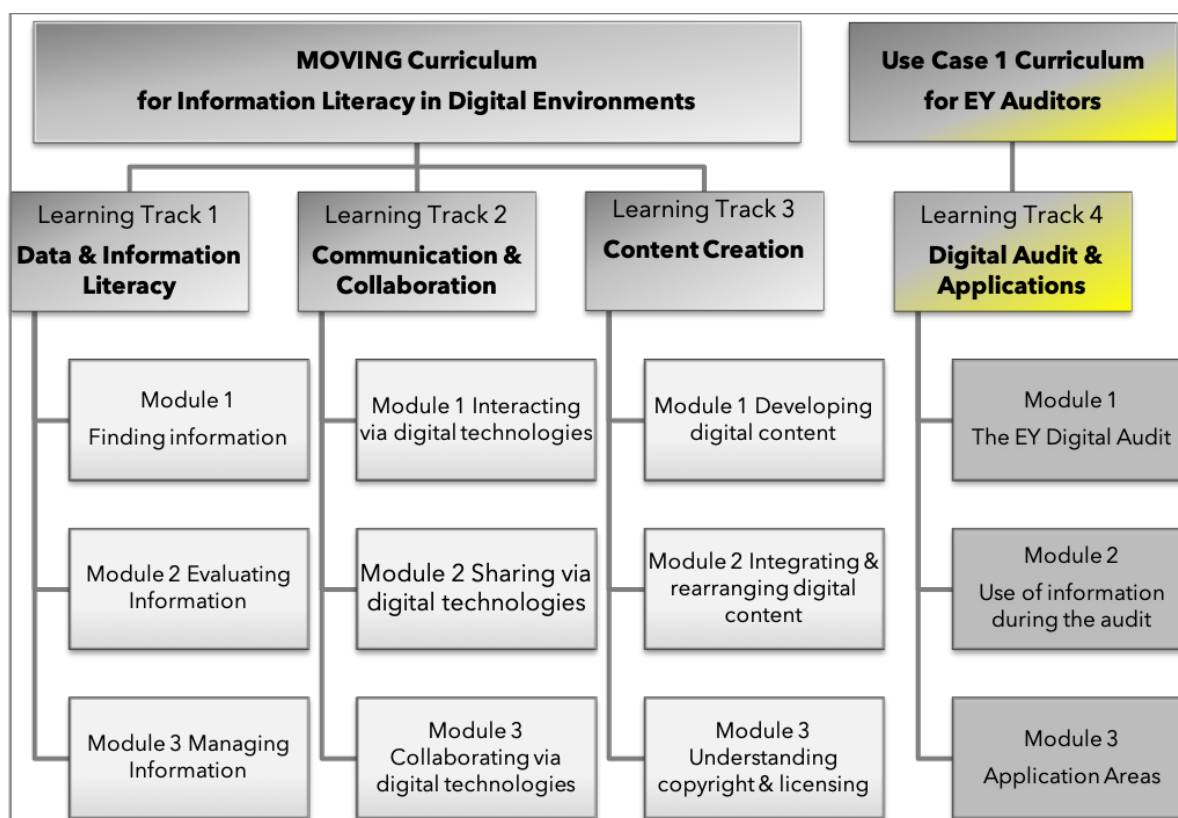 MOVING Curriculum
for Information Literacy in Digital Environments
Use Case 1 Curriculum
for EY Auditors
Learning Track 1
Data & Information
Literacy
Learning Track 2
Communication &
Collaboration
Learning Track 3
Content Creation
Learning Track 4
Digital Audit &
Applications
Module 1
Finding information
Module 2 Evaluating
Information
Module 3 Managing
Information
Module 1 Interacting
via digital technologies
Module 2 Sharing via
digital technologies
Module 3
Collaborating via
digital technologies
Module 1 Developing
digital content
Module 2 Integrating &
rearranging digital
content
Module 3
Understanding
copyright & licensing
Module 1
The EY Digital Audit
Module 2
Use of information
during the audit
Module 3
Application Areas